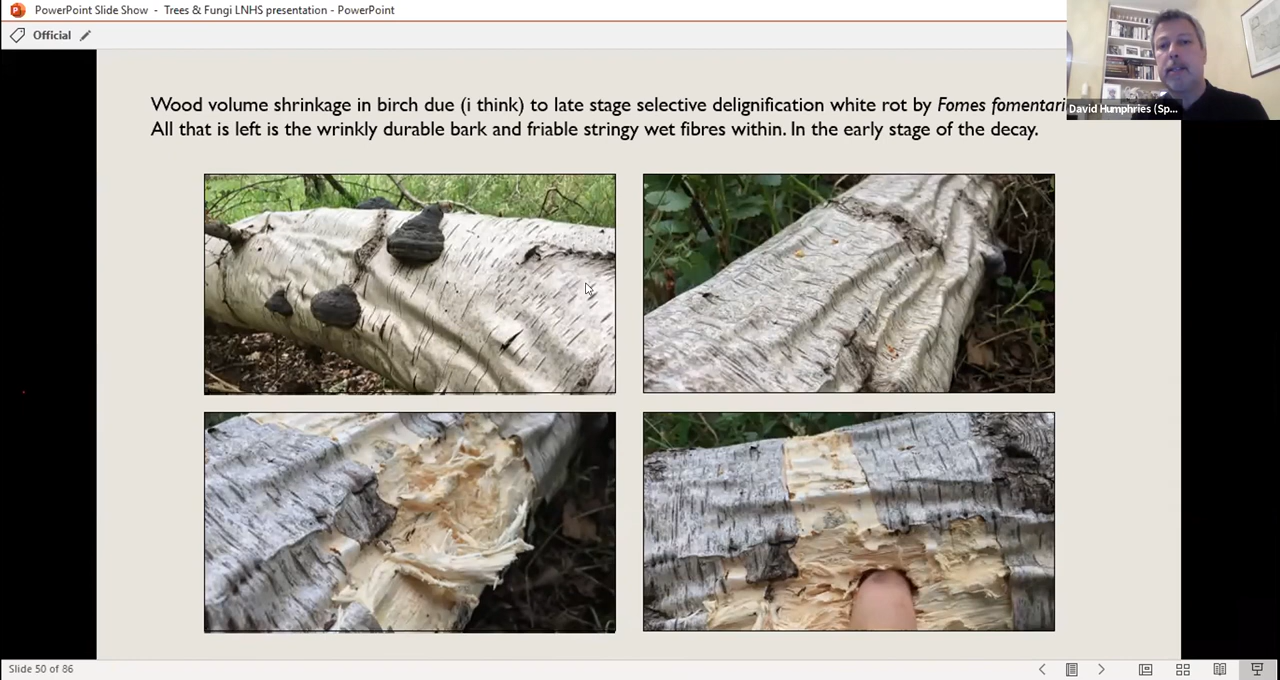 PowerPoint Slide Show - Trees & Fungi LNHS presentation - PowerPoint
Official
Wood volume shrinkage in birch due (i think) to late stage selective delignification white rot by Fomes fomentari
All that is left is the wrinkly durable bark and friable stringy wet fibres within. In the early stage of the decay.
David Humphries (Sp...
Slide 50 of 86